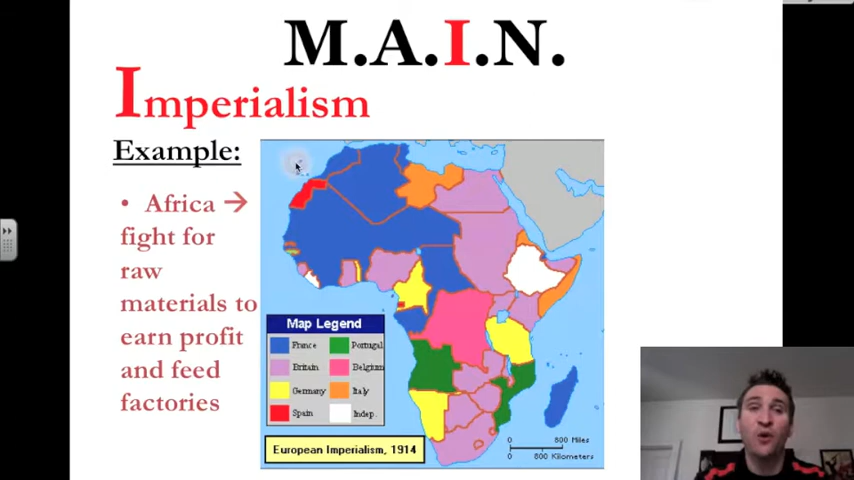 M.A.I.N.
Imperialism
Example:
• Africa →
fight for
raw
materials to
earn profit
and feed
factories
Map Legend
France
Portugal
Britain
Belgium
Germany
Italy
Spain
Indep.
European Imperialism, 1914
0 800 Miles
0 800 Kilometers